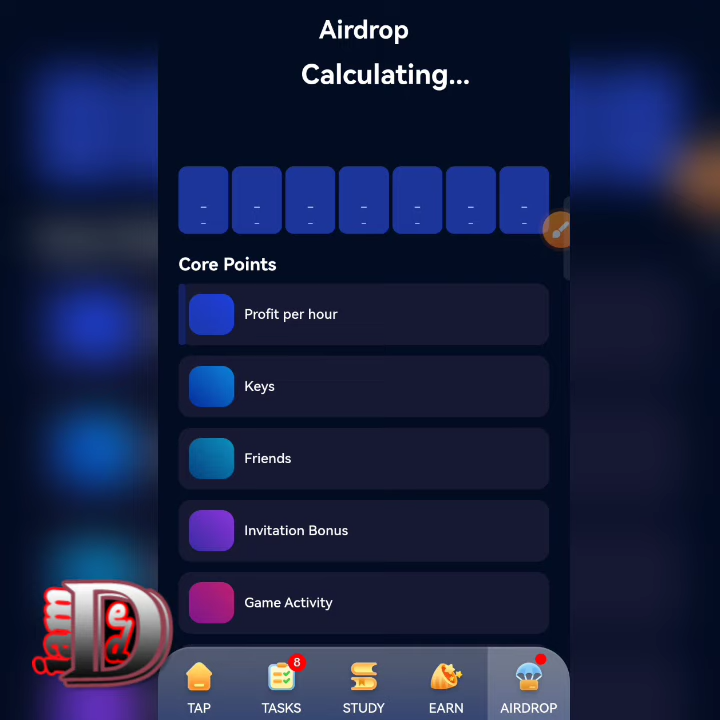 Airdrop
Calculating...
- - - - - - -
- - - - - - -
Core Points
Profit per hour
Keys
Friends
Invitation Bonus
Game Activity
8
TAP TASKS STUDY EARN AIRDROP
D